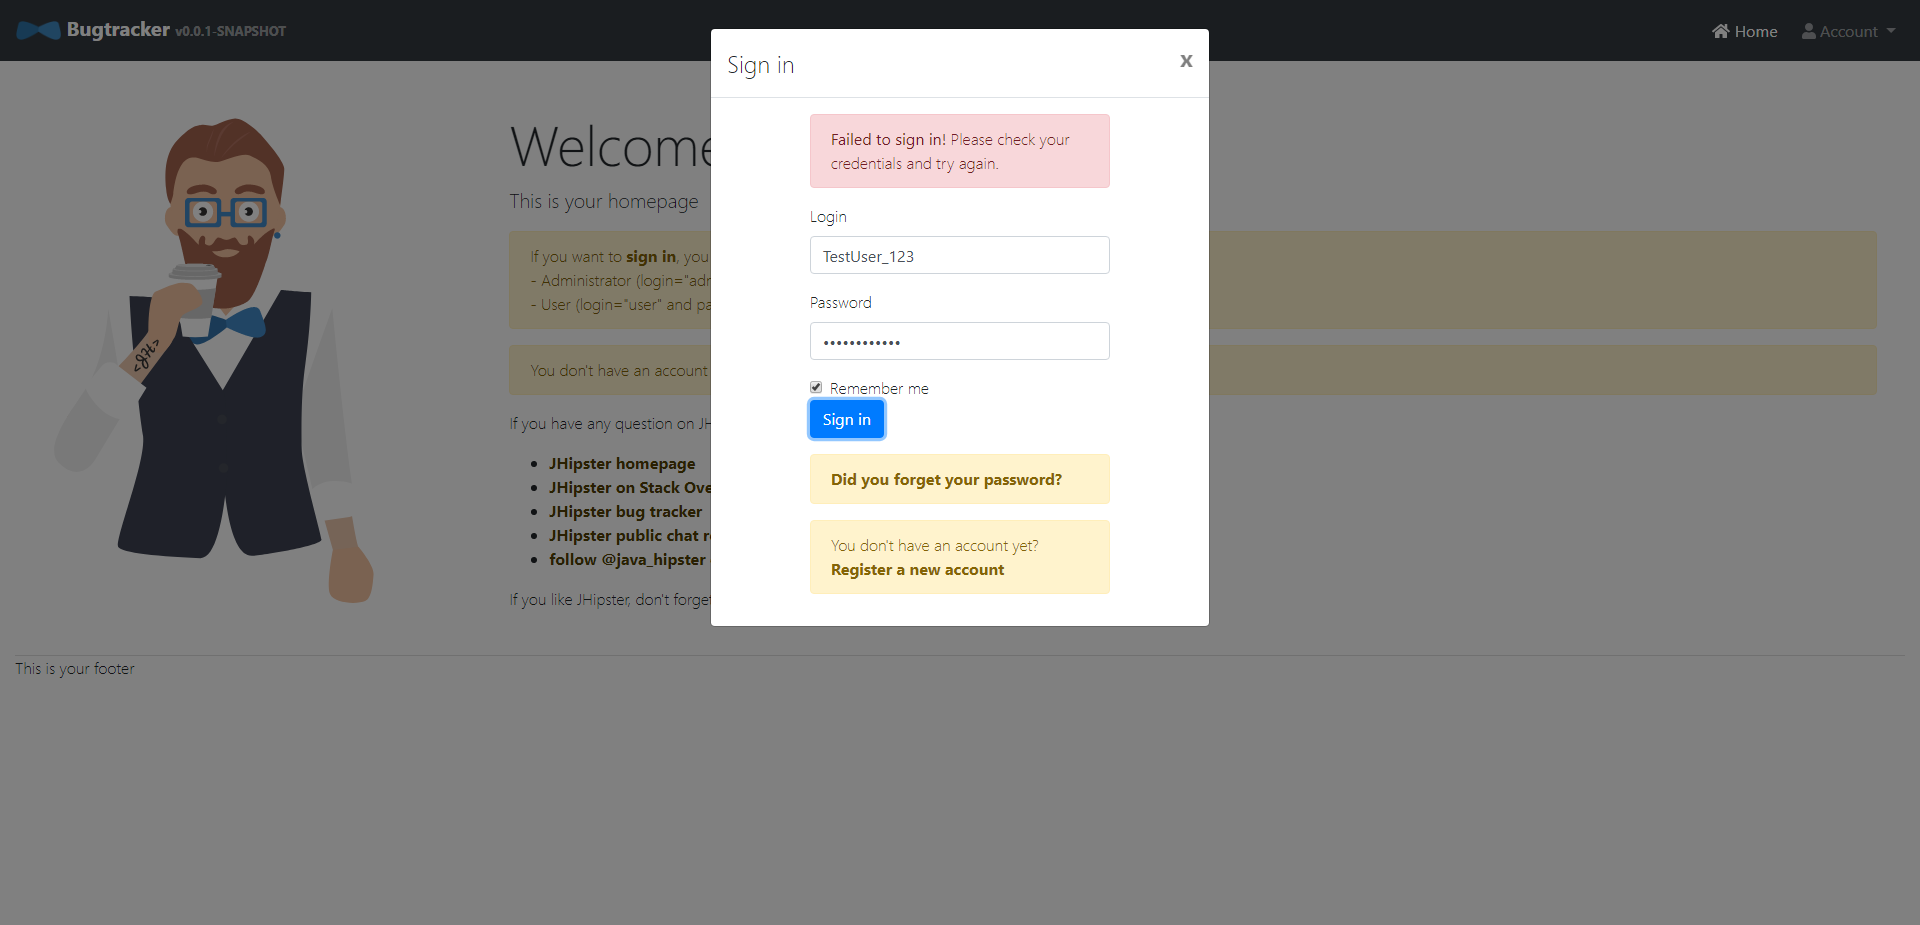 Bugtracker v0.0.1-SNAPSHOT
Home
Account
Sign in
x
Failed to sign in! Please check your
credentials and try again.
Login
TestUser_123
Password
Remember me
Sign in
Did you forget your password?
You don't have an account yet?
Register a new account
Welcome
This is your homepage
If you want to sign in, you
- Administrator (login="adm
- User (login="user" and pa
You don't have an account
If you have any question on JH
JHipster homepage
JHipster on Stack Ove
JHipster bug tracker
JHipster public chat r
follow @java_hipster
If you like JHipster, don't forget
<JH>
This is your footer